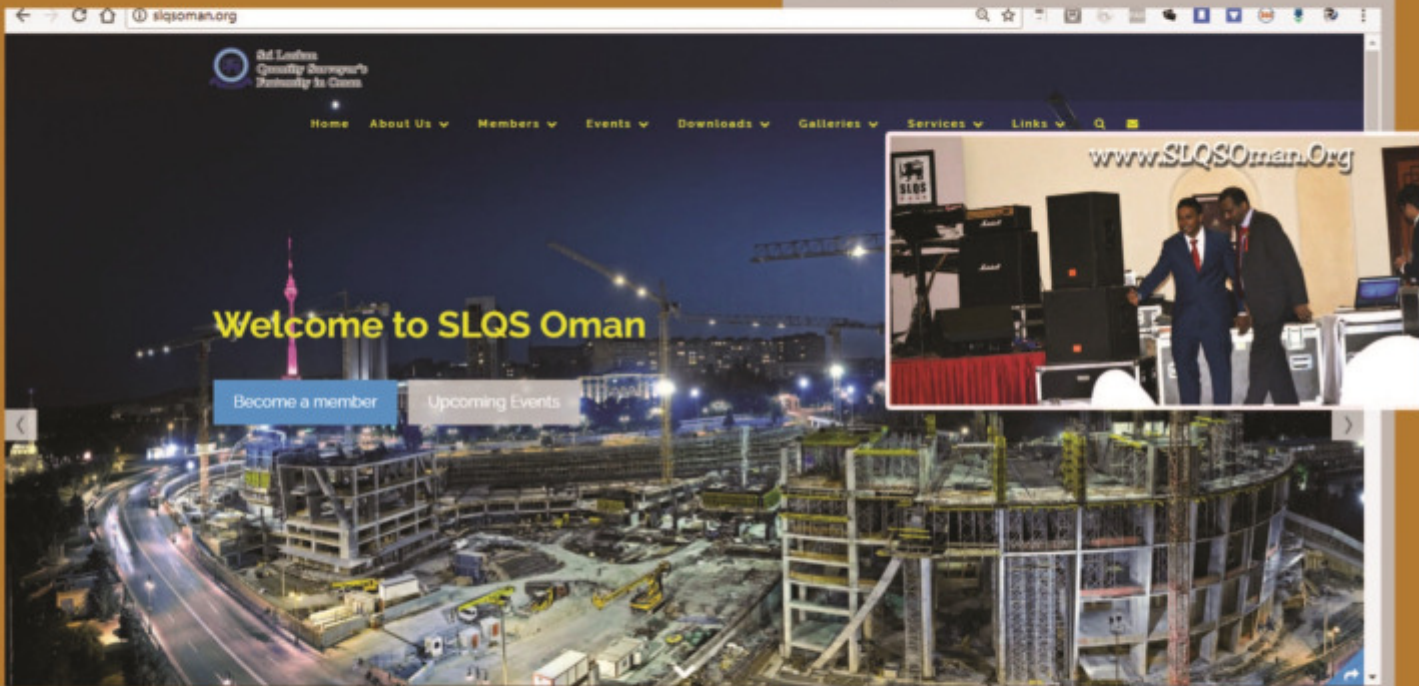 slqsoman.org
Sri Lankan
Quantity Surveyor's
Fraternity in Oman
Home About Us Members Events Downloads Galleries Services Links
www.SLQSOman.Org
SLQS
Marshall
Marshall
Welcome to SLQS Oman
Become a member Upcoming Events